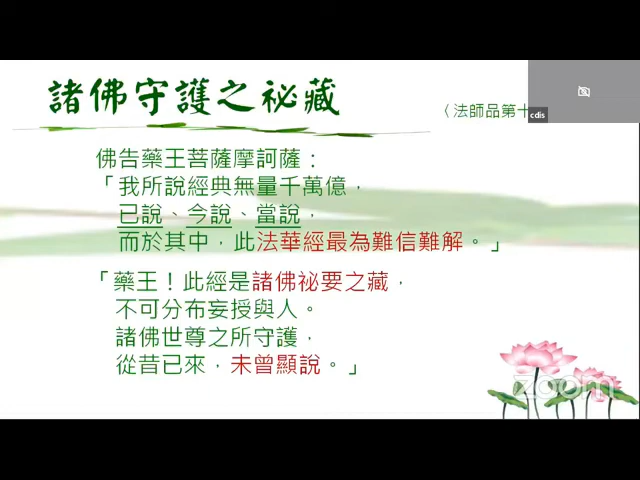 諸佛守護之祕藏
〈法師品第十
cdis
佛告藥王菩薩摩訶薩：
「我所說經典無量千萬億，
已說、今說、當說，
而於其中，此法華經最為難信難解。」
「藥王！此經是諸佛祕要之藏，
不可分布妄授與人。
諸佛世尊之所守護，
從昔已來，未曾顯說。」
zoom